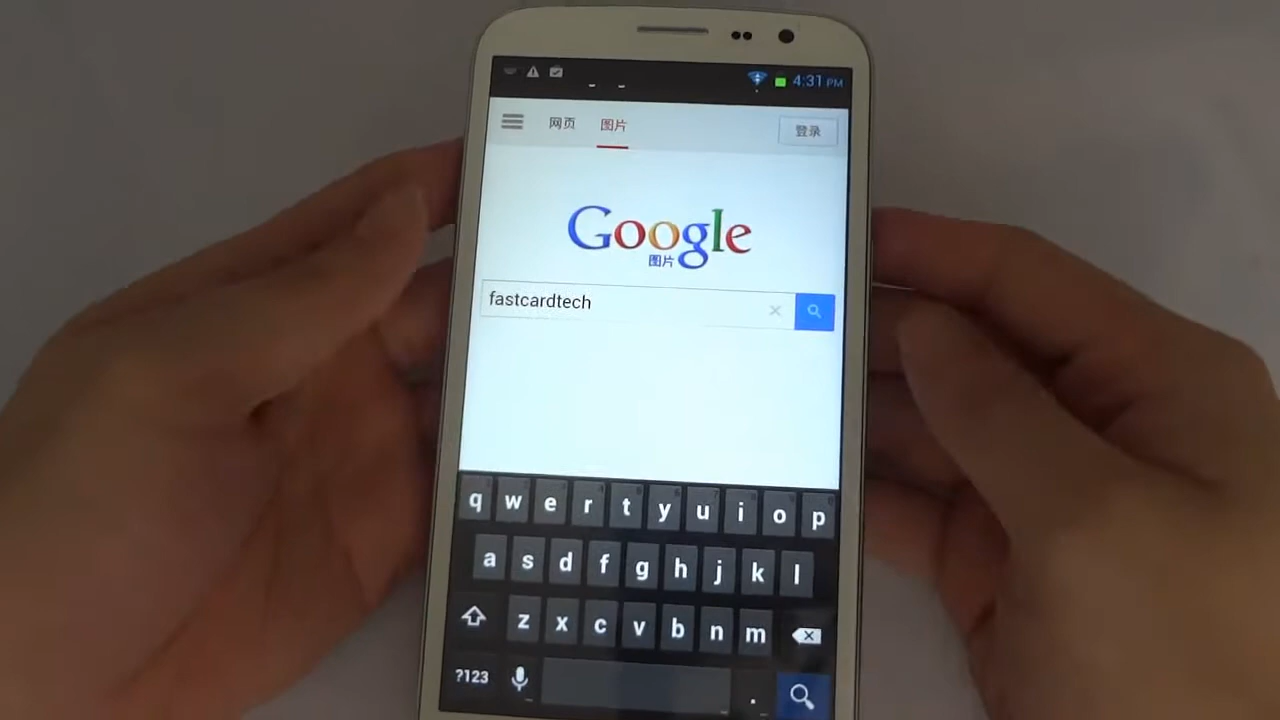 4:31 PM
网页 图片 登录
Google
图片
fastcardtech
q w e r t y u i o p
a s d f g h j k l
z x c v b n m
?123 .